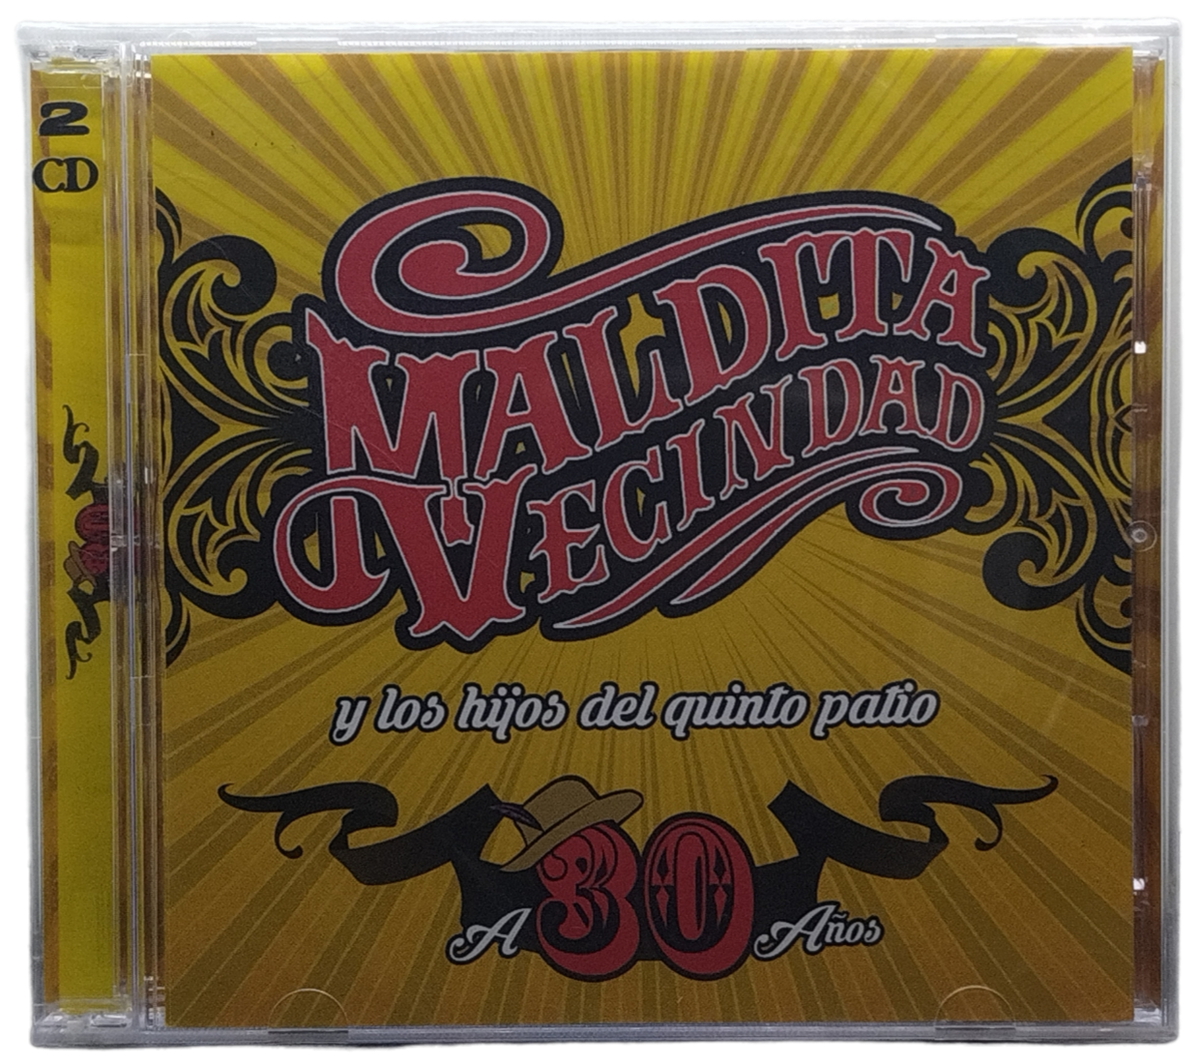 2
CD
MALDITA
VECINDAD
y los hijos del quinto patio
A 30 Años